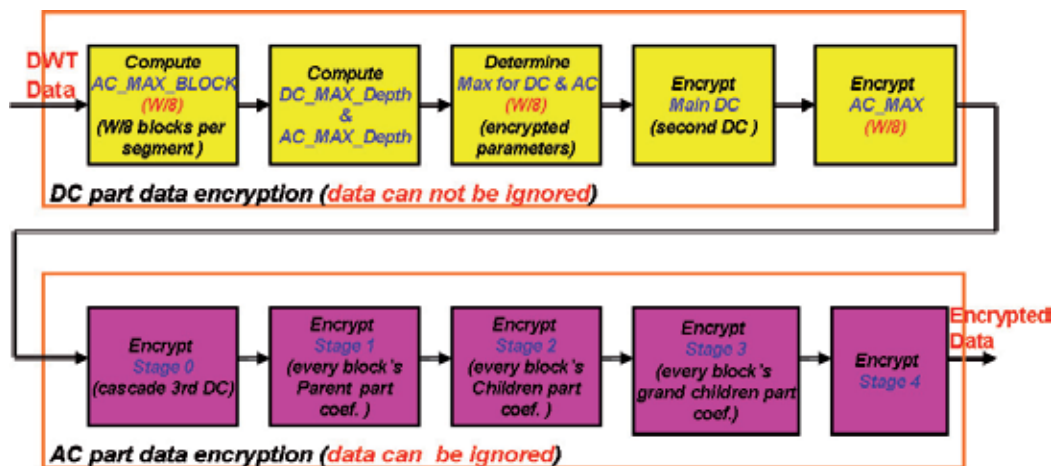 DWT
Data
Compute
AC_MAX_BLOCK
(W/8)
(W/8 blocks per
segment )
Compute
DC_MAX_Depth
&
AC_MAX_Depth
Determine
Max for DC & AC
(W/8)
(encrypted
parameters)
Encrypt
Main DC
(second DC )
Encrypt
AC_MAX
(W/8)
DC part data encryption (data can not be ignored)
Encrypt
Stage 0
(cascade 3rd DC)
Encrypt
Stage 1
(every block's
Parent part
coef. )
Encrypt
Stage 2
(every block's
Children part
coef. )
Encrypt
Stage 3
(every block's
grand children part
coef.)
Encrypt
Stage 4
Encrypted
Data
AC part data encryption (data can be ignored)